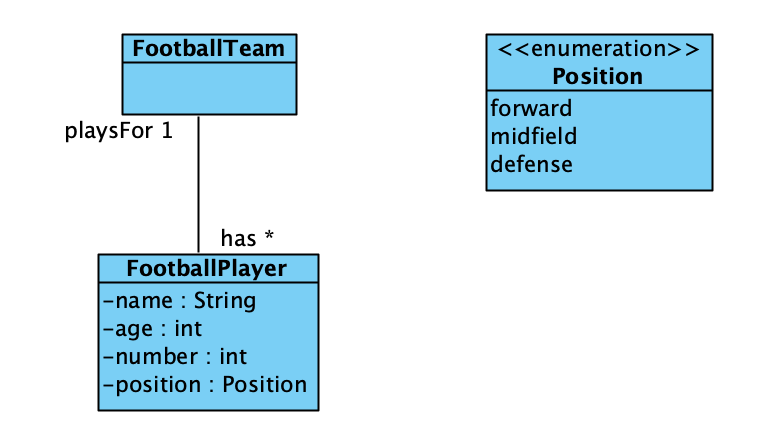 FootballTeam
playsFor 1
has *
FootballPlayer
-name : String
-age : int
-number : int
-position : Position
<<enumeration>>
Position
forward
midfield
defense